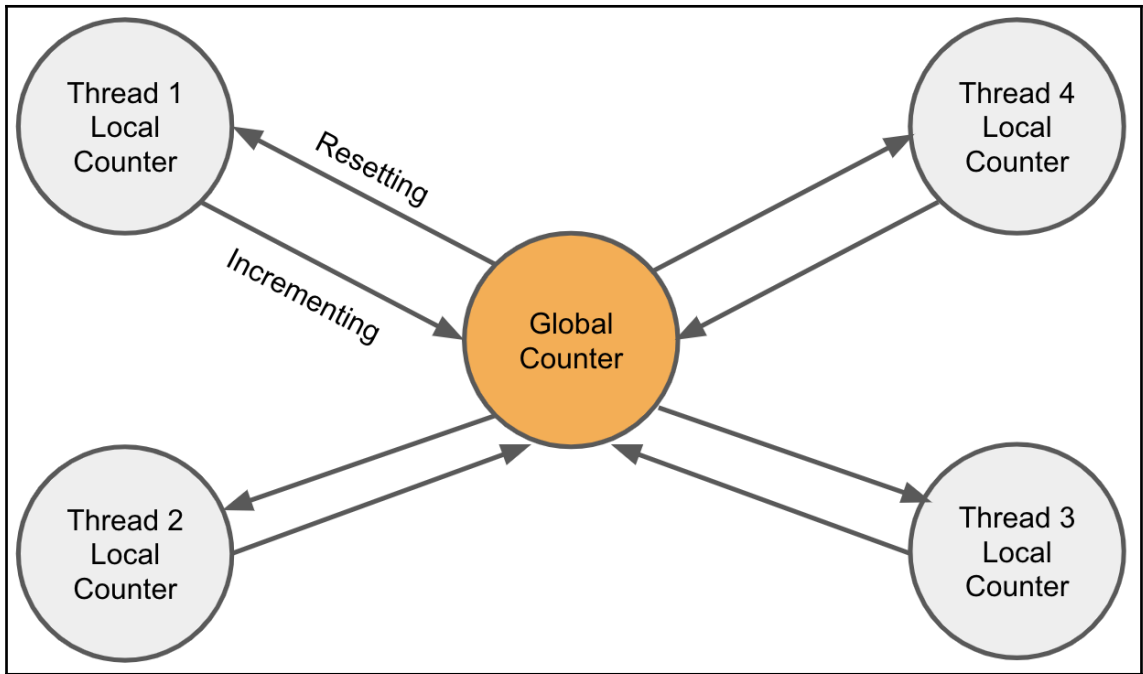 Thread 1
Local
Counter
Resetting
Incrementing
Thread 4
Local
Counter
Global
Counter
Thread 2
Local
Counter
Thread 3
Local
Counter